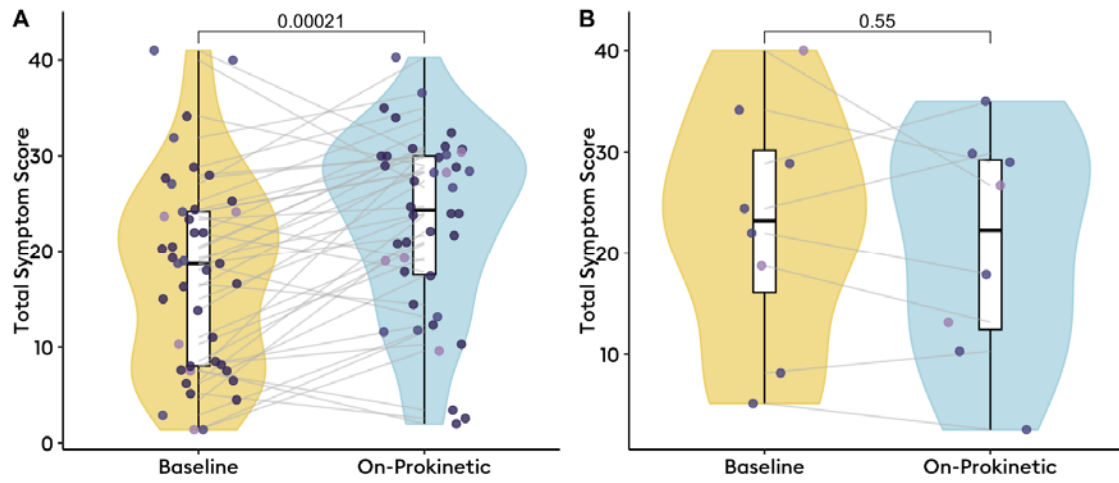 A
0.00021
Total Symptom Score
40
30
20
10
0
Baseline
On-Prokinetic
B
0.55
Total Symptom Score
40
30
20
10
Baseline
On-Prokinetic